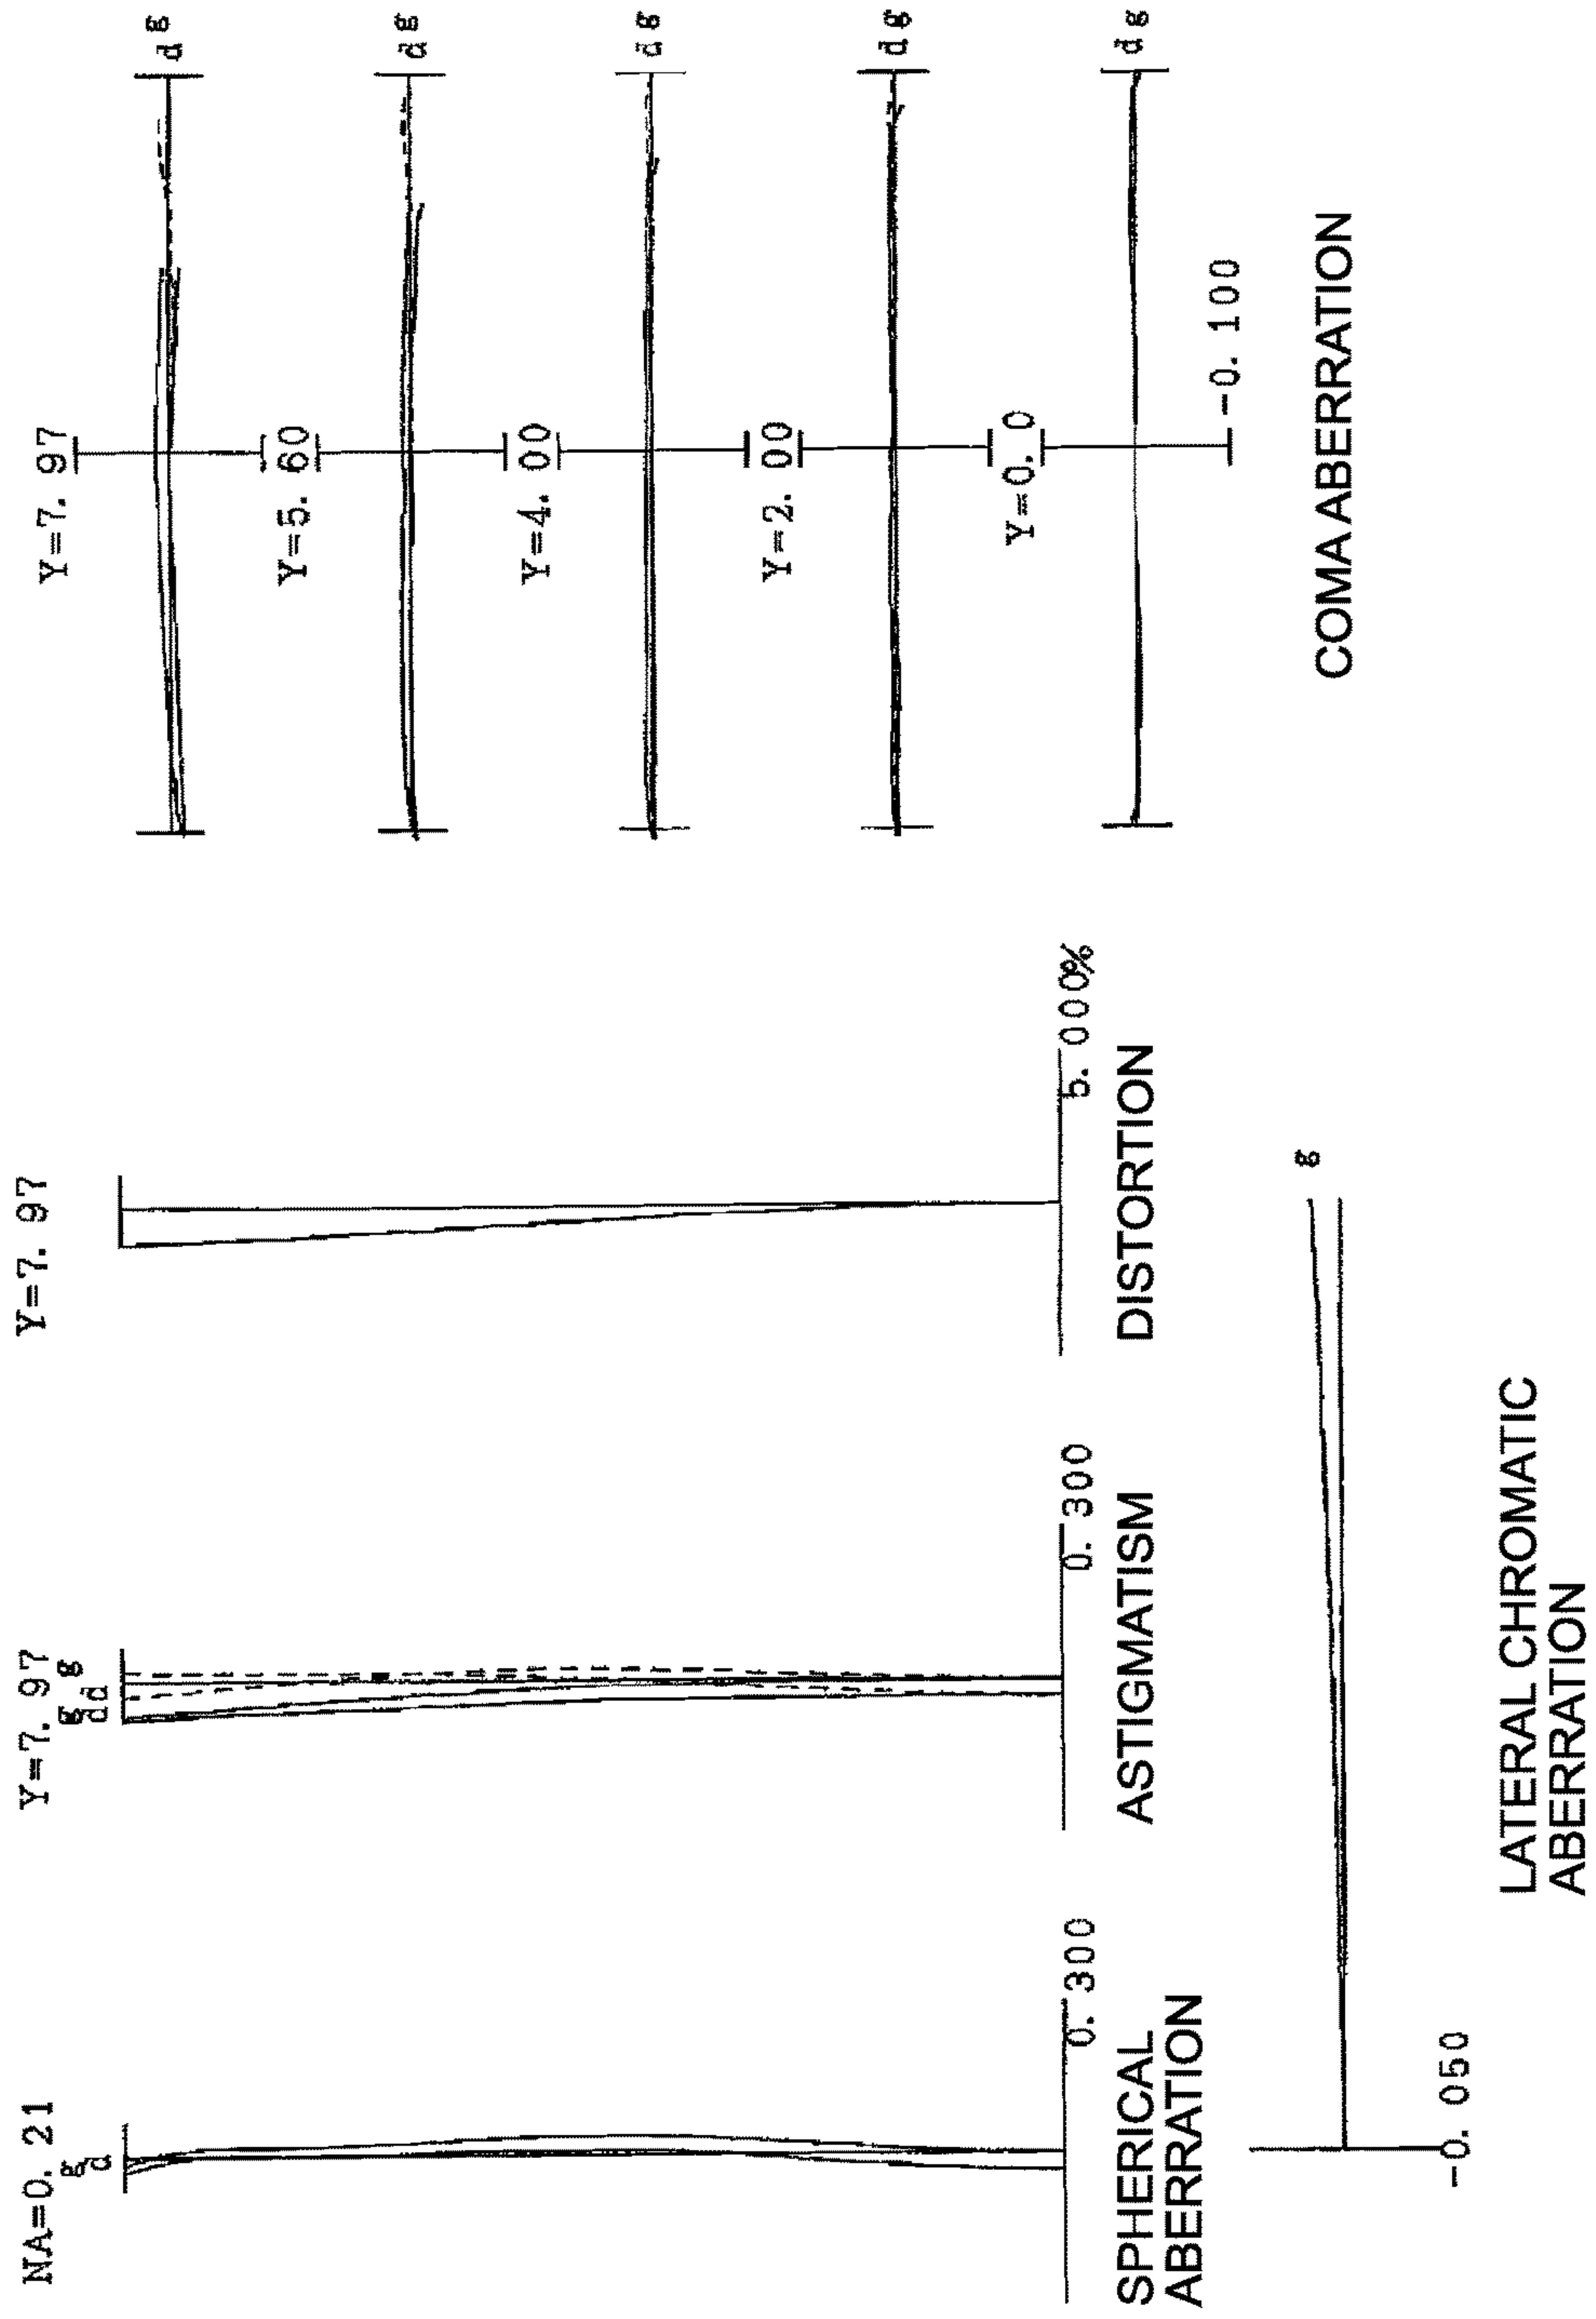 NA=0. 21
g
d
0. 300
SPHERICAL
ABERRATION
Y=7. 97
g g
d d
0. 300
ASTIGMATISM
Y=7. 97
5. 000%
DISTORTION
g
-0. 050
LATERAL CHROMATIC
ABERRATION
Y=7. 97
d g
Y=5. 60
d g
Y=4. 00
d g
Y=2. 00
d g
Y=0. 0
d g
-0. 100
COMA ABERRATION